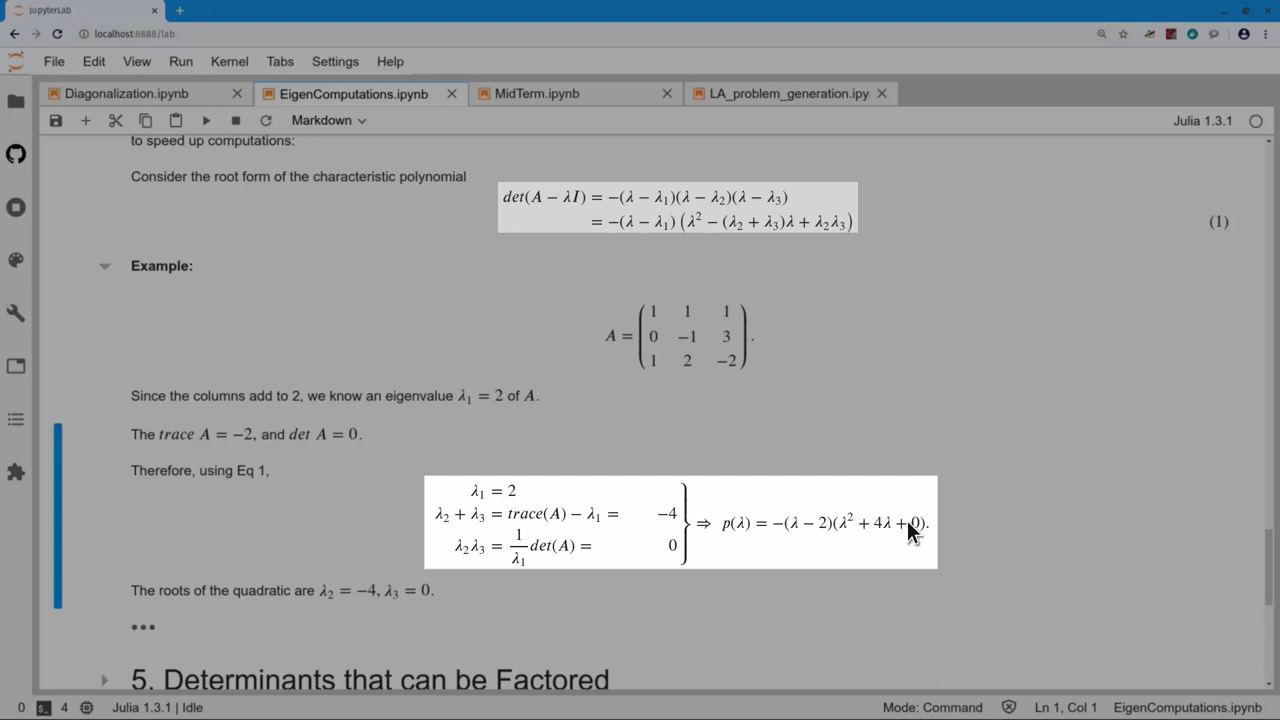 JupyterLab
localhost:8888/lab
File Edit View Run Kernel Tabs Settings Help
Diagonalization.ipynb EigenComputations.ipynb MidTerm.ipynb LA_problem_generation.ipy
Markdown Julia 1.3.1
to speed up computations:
Consider the root form of the characteristic polynomial
det(A − λI) = −(λ − λ₁)(λ − λ₂)(λ − λ₃)
= −(λ − λ₁) (λ² − (λ₂ + λ₃)λ + λ₂λ₃) (1)
Example:
A = ( 1 1 1
0 −1 3
1 2 −2 ).
Since the columns add to 2, we know an eigenvalue λ₁ = 2 of A.
The trace A = −2, and det A = 0.
Therefore, using Eq 1,
λ₁ = 2
λ₂ + λ₃ = trace(A) − λ₁ = −4
⇒ p(λ) = −(λ − 2)(λ² + 4λ + 0).
λ₂λ₃ = 1/λ₁ det(A) = 0
The roots of the quadratic are λ₂ = −4, λ₃ = 0.
•••
5. Determinants that can be Factored
0 4 Julia 1.3.1 | Idle Mode: Command Ln 1, Col 1 EigenComputations.ipynb